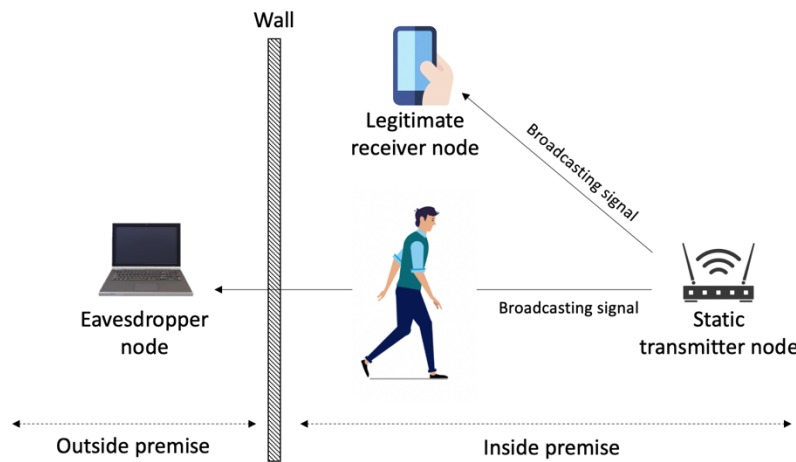 Wall
Legitimate
receiver node
Broadcasting signal
Eavesdropper
node
Broadcasting signal
Static
transmitter node
Outside premise
Inside premise